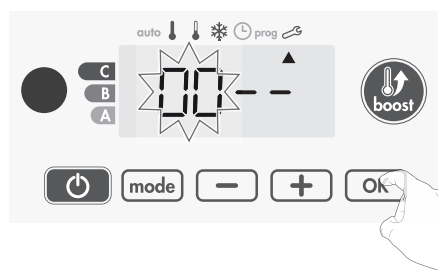 auto prog
C
B
A
00--
boost
mode - + OK